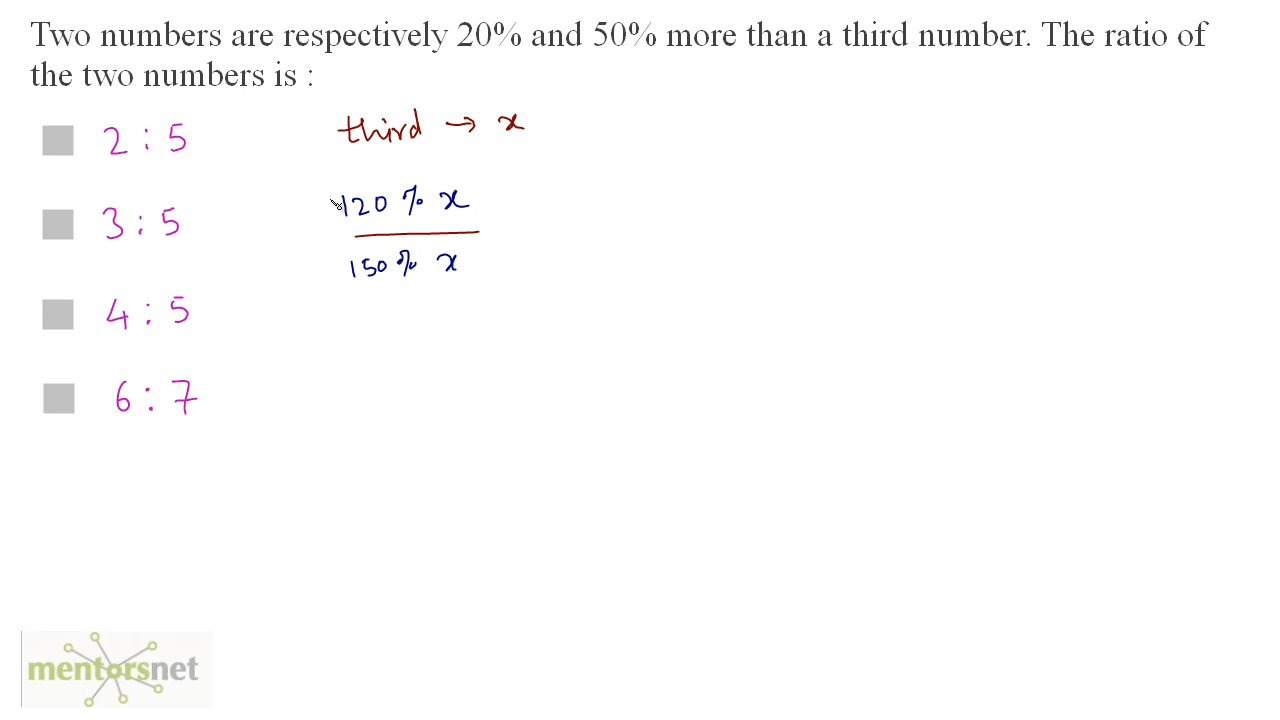 Two numbers are respectively 20% and 50% more than a third number. The ratio of
the two numbers is :
2 : 5
3 : 5
4 : 5
6 : 7
third → x
120 % x
150 % x
mentorsnet